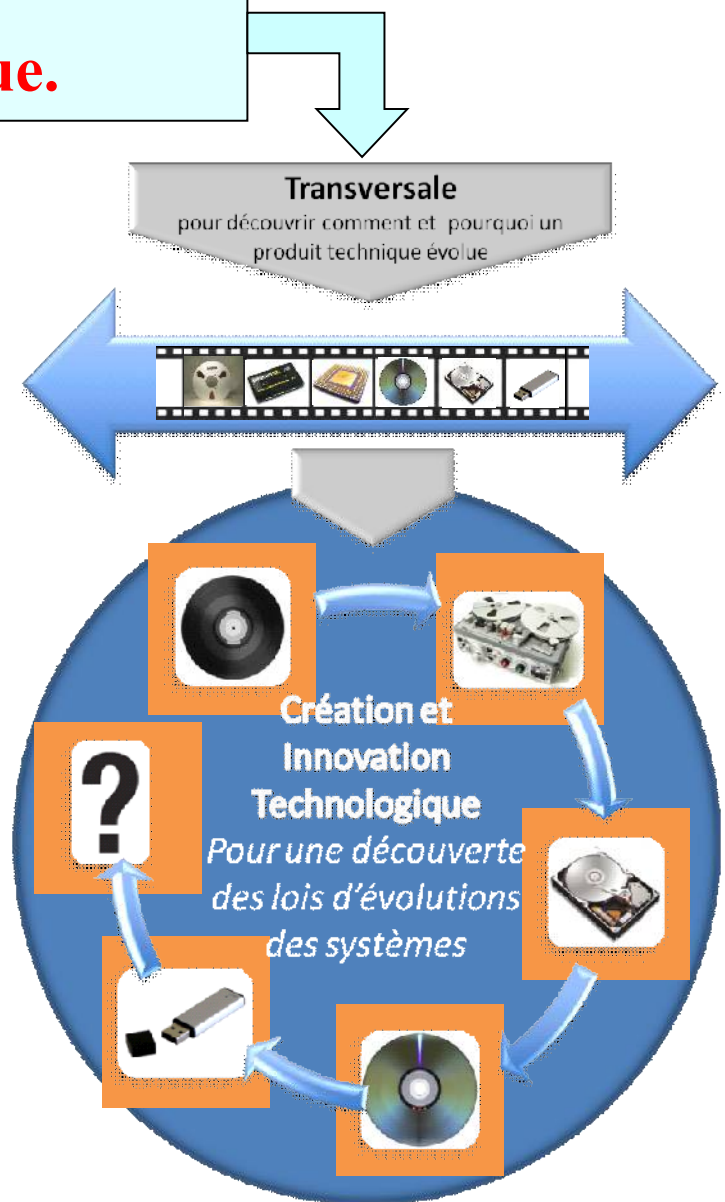 ue.
Transversale
pour découvrir comment et pourquoi un
produit technique évolue
Création et
Innovation
Technologique
Pour une découverte
des lois d'évolutions
des systèmes
?